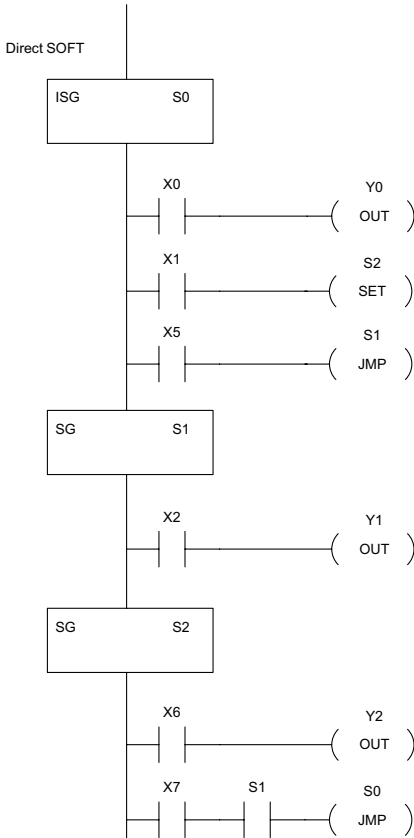 Direct SOFT
ISG S0
X0 Y0
OUT
X1 S2
SET
X5 S1
JMP
SG S1
X2 Y1
OUT
SG S2
X6 Y2
OUT
X7 S1 S0
JMP